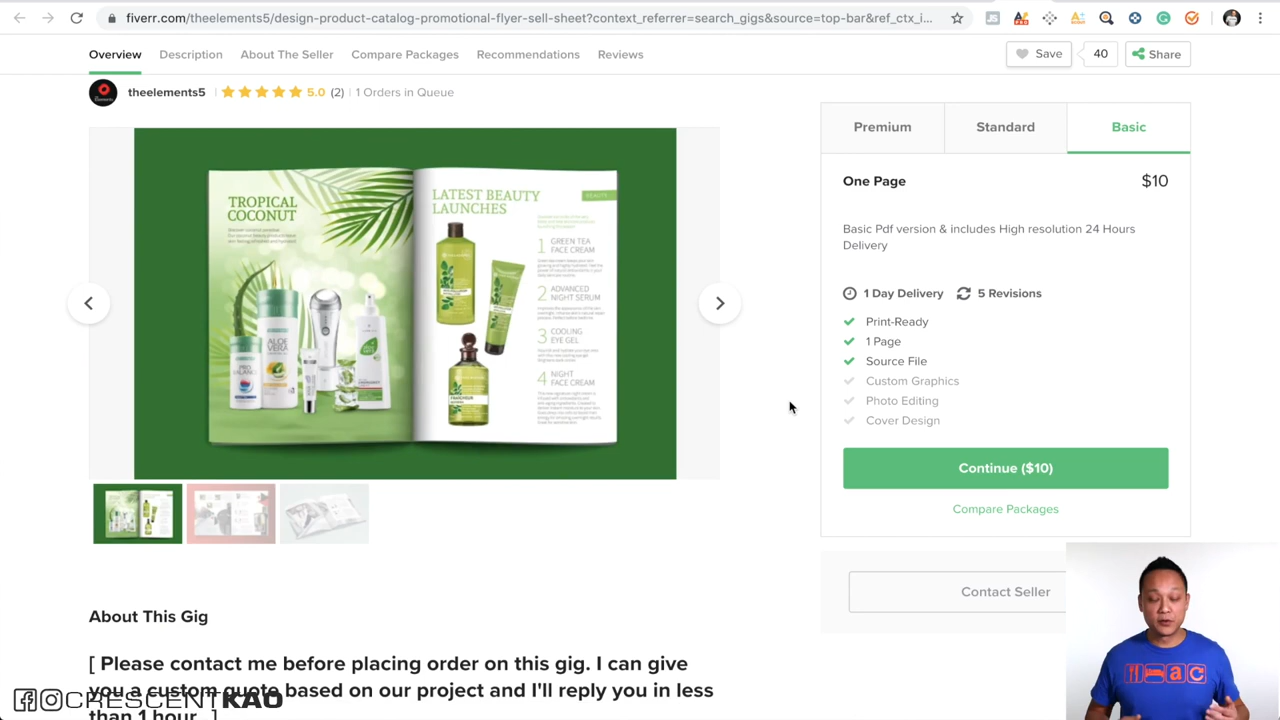 fiverr.com/theelements5/design-product-catalog-promotional-flyer-sell-sheet?context_referrer=search_gigs&source=top-bar&ref_ctx_i...
Overview Description About The Seller Compare Packages Recommendations Reviews
Save 40 Share
theelements5 5.0 (2) 1 Orders in Queue
Premium Standard Basic
One Page $10
Basic Pdf version & includes High resolution 24 Hours
Delivery
1 Day Delivery 5 Revisions
Print-Ready
1 Page
Source File
Custom Graphics
Photo Editing
Cover Design
Continue ($10)
Compare Packages
Contact Seller
TROPICAL
COCONUT
LATEST BEAUTY
LAUNCHES
BEAUTY
1 GREEN TEA
FACE CREAM
2 ADVANCED
NIGHT SERUM
3 COOLING
EYE GEL
4 NIGHT
FACE CREAM
ALOE
VERA
PRO
BALANCE
About This Gig
[ Please contact me before placing order on this gig. I can give
you a custom quote based on our project and I'll reply you in less
than 1 hour. ]
CRESCENTKAO